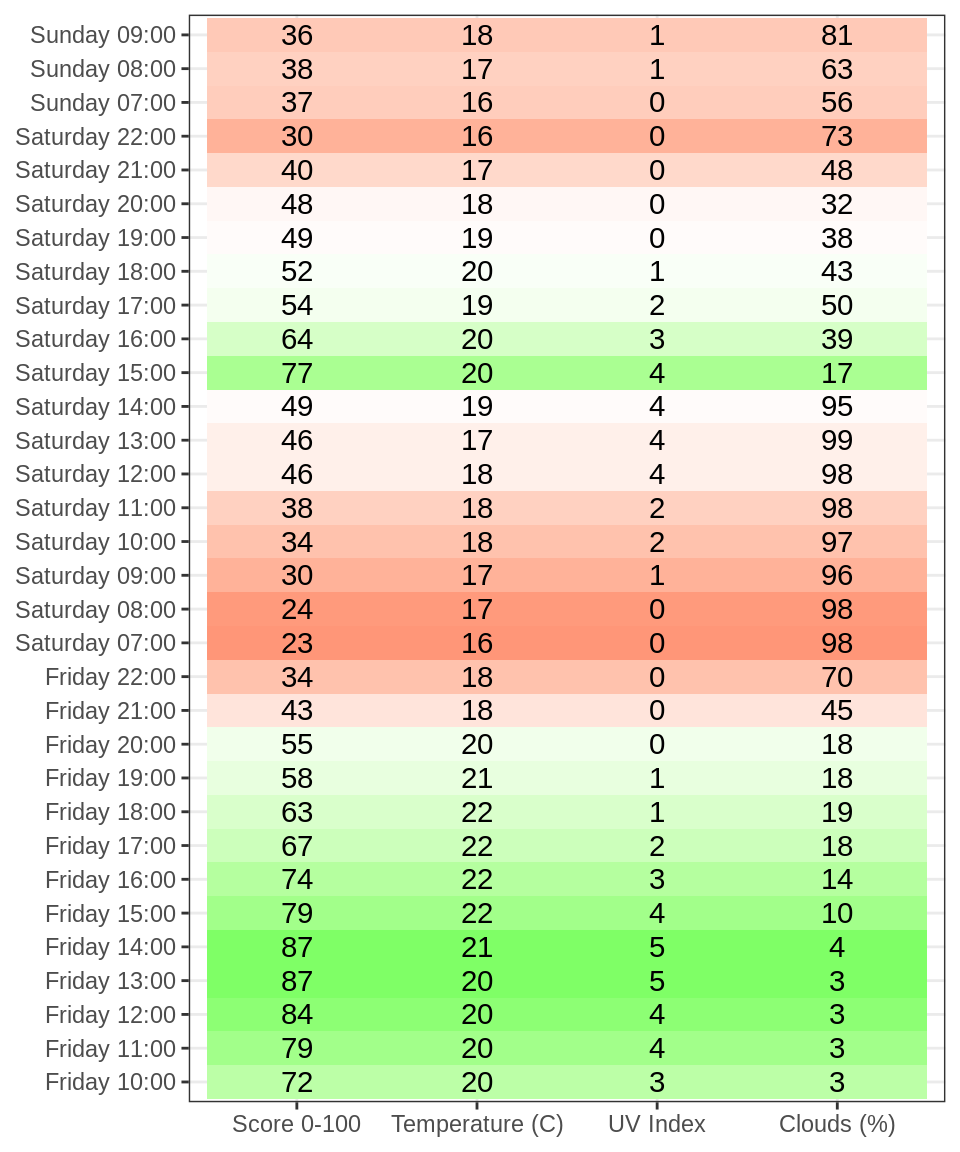 Sunday 09:00 36 18 1 81
Sunday 08:00 38 17 1 63
Sunday 07:00 37 16 0 56
Saturday 22:00 30 16 0 73
Saturday 21:00 40 17 0 48
Saturday 20:00 48 18 0 32
Saturday 19:00 49 19 0 38
Saturday 18:00 52 20 1 43
Saturday 17:00 54 19 2 50
Saturday 16:00 64 20 3 39
Saturday 15:00 77 20 4 17
Saturday 14:00 49 19 4 95
Saturday 13:00 46 17 4 99
Saturday 12:00 46 18 4 98
Saturday 11:00 38 18 2 98
Saturday 10:00 34 18 2 97
Saturday 09:00 30 17 1 96
Saturday 08:00 24 17 0 98
Saturday 07:00 23 16 0 98
Friday 22:00 34 18 0 70
Friday 21:00 43 18 0 45
Friday 20:00 55 20 0 18
Friday 19:00 58 21 1 18
Friday 18:00 63 22 1 19
Friday 17:00 67 22 2 18
Friday 16:00 74 22 3 14
Friday 15:00 79 22 4 10
Friday 14:00 87 21 5 4
Friday 13:00 87 20 5 3
Friday 12:00 84 20 4 3
Friday 11:00 79 20 4 3
Friday 10:00 72 20 3 3
Score 0-100 Temperature (C) UV Index Clouds (%)